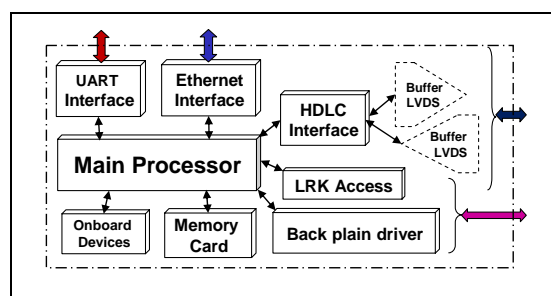 UART
Interface
Ethernet
Interface
HDLC
Interface
Buffer
LVDS
Buffer
LVDS
Main Processor
LRK Access
Onboard
Devices
Memory
Card
Back plain driver